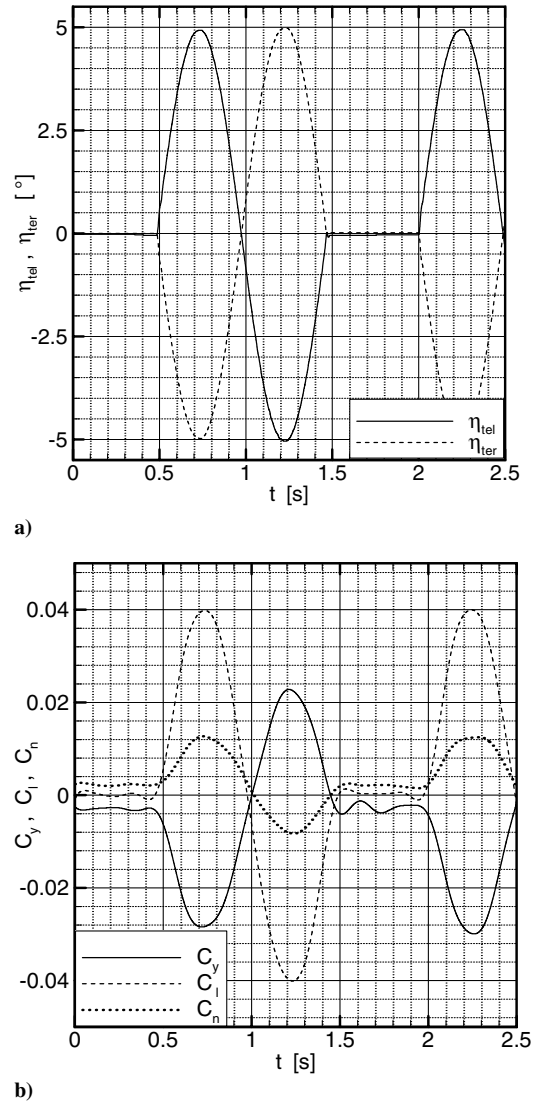 5
2.5
0
-2.5
-5
η_tel , η_ter [ °]
η_tel
η_ter
0 0.5 1 1.5 2 2.5
t [s]
a)
0.04
0.02
0
-0.02
-0.04
C_y , C_l , C_n
C_y
C_l
C_n
0 0.5 1 1.5 2 2.5
t [s]
b)